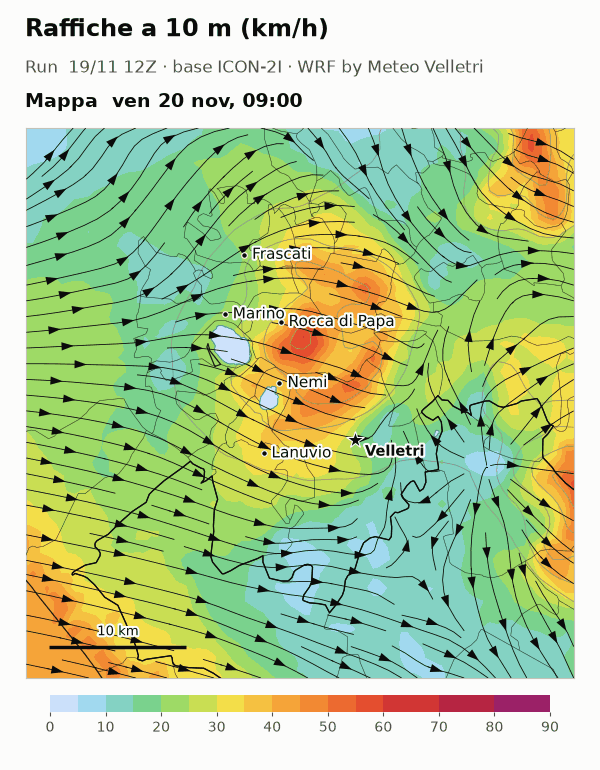 Raffiche a 10 m (km/h)
Run  19/11 12Z · base ICON-2I · WRF by Meteo Velletri
Mappa  ven 20 nov, 09:00
Frascati
Marino
Rocca di Papa
Nemi
Velletri
Lanuvio
10 km
0 10 20 30 40 50 60 70 80 90